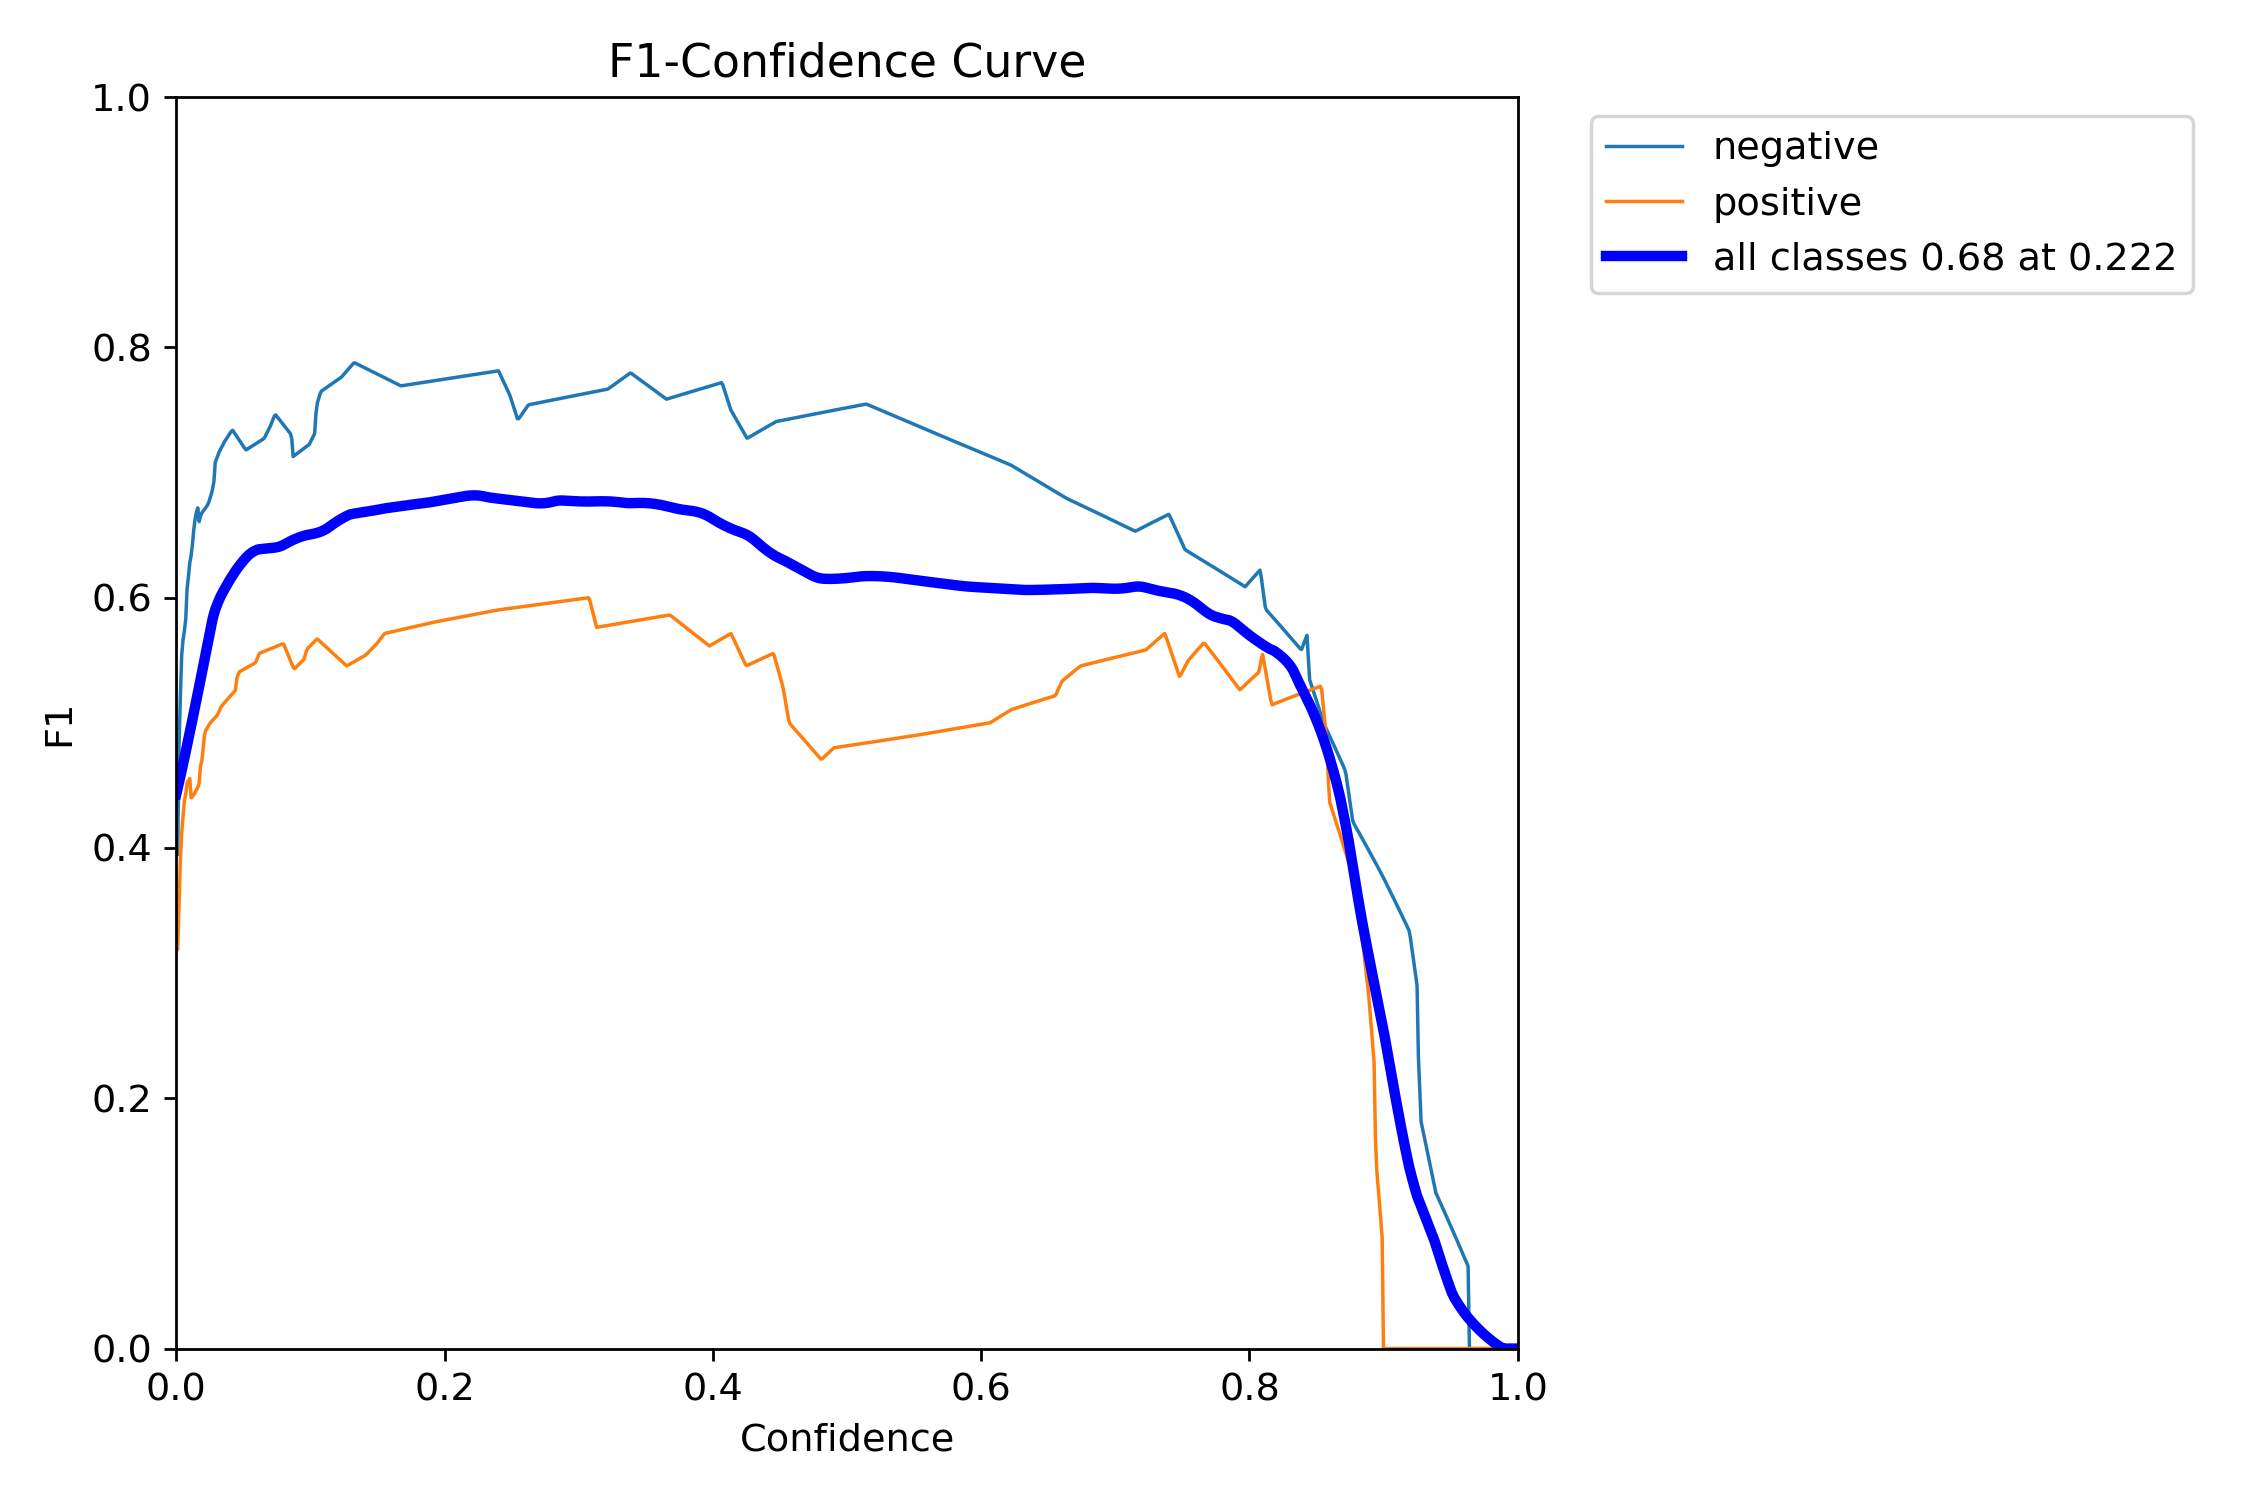 F1-Confidence Curve
1.0
0.8
0.6
0.4
0.2
0.0
F1
0.0 0.2 0.4 0.6 0.8 1.0
Confidence
negative
positive
all classes 0.68 at 0.222